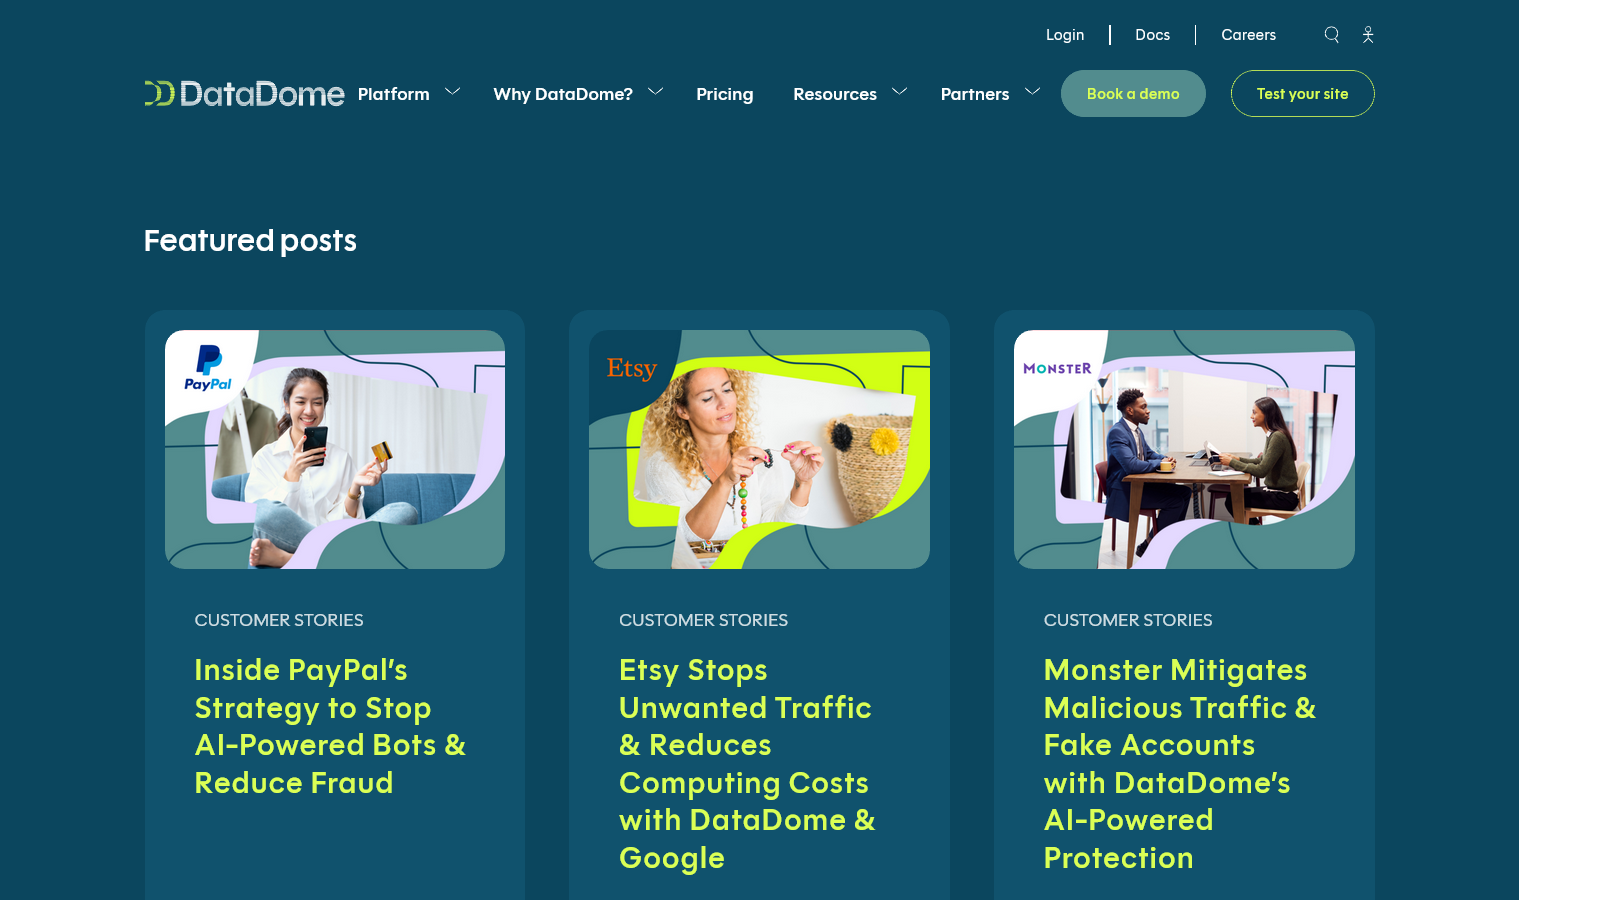 Login
Docs
Careers
DataDome
Platform
Why DataDome?
Pricing
Resources
Partners
Book a demo
Test your site
Featured posts
PayPal
Etsy
MONSTER
CUSTOMER STORIES
Inside PayPal's
Strategy to Stop
AI-Powered Bots &
Reduce Fraud
CUSTOMER STORIES
Etsy Stops
Unwanted Traffic
& Reduces
Computing Costs
with DataDome &
Google
CUSTOMER STORIES
Monster Mitigates
Malicious Traffic &
Fake Accounts
with DataDome's
AI-Powered
Protection